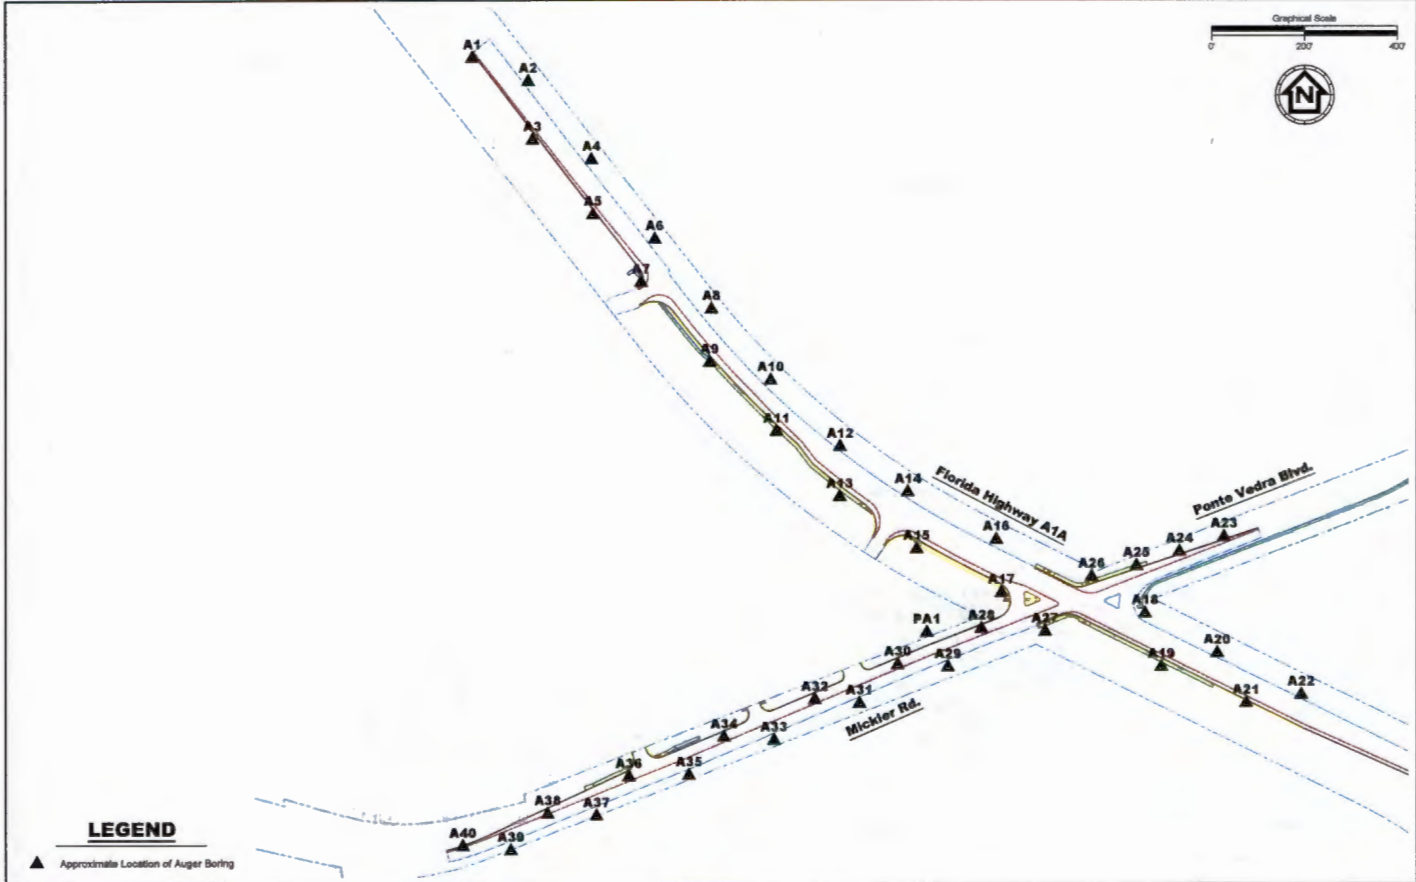 Graphical Scale
0' 200' 400'
N
A1
A2
A3
A4
A5
A6
A7
A8
A9
A10
A11
A12
A13
A14
Florida Highway A1A
Ponte Vedra Blvd.
A15
A16
A23
A24
A25
A26
A17
A18
PA1
A28
A27
A20
A19
A30
A29
A22
A21
A32
A31
Mickler Rd.
A34
A33
A36
A35
A38
A37
A40
A39
LEGEND
Approximate Location of Auger Boring